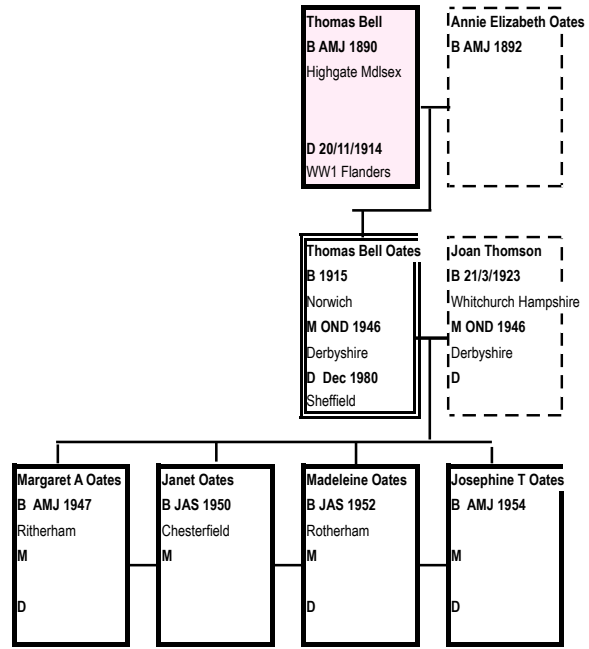 Thomas Bell
B AMJ 1890
Highgate Mdlsex
D 20/11/1914
WW1 Flanders
Annie Elizabeth Oates
B AMJ 1892
Thomas Bell Oates
B 1915
Norwich
M OND 1946
Derbyshire
D Dec 1980
Sheffield
Joan Thomson
B 21/3/1923
Whitchurch Hampshire
M OND 1946
Derbyshire
D
Margaret A Oates
B AMJ 1947
Ritherham
M
D
Janet Oates
B JAS 1950
Chesterfield
M
Madeleine Oates
B JAS 1952
Rotherham
M
D
Josephine T Oates
B AMJ 1954
M
D